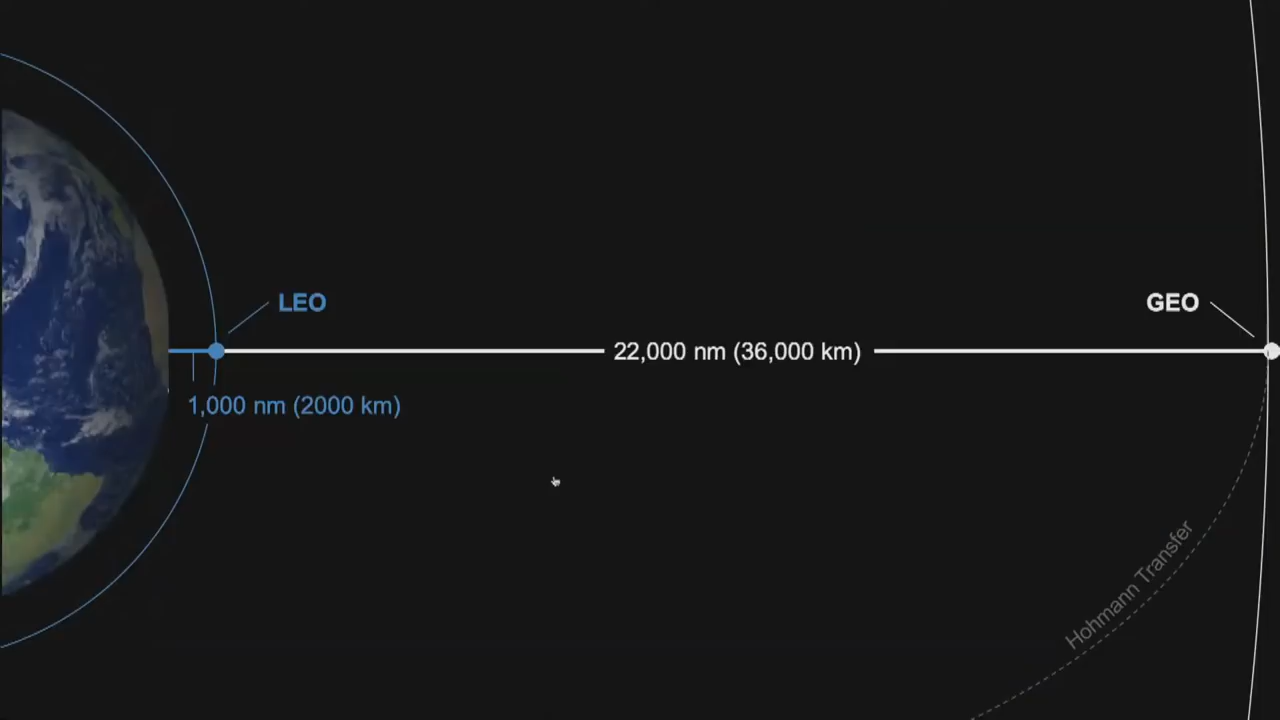 LEO
GEO
22,000 nm (36,000 km)
1,000 nm (2000 km)
Hohmann Transfer